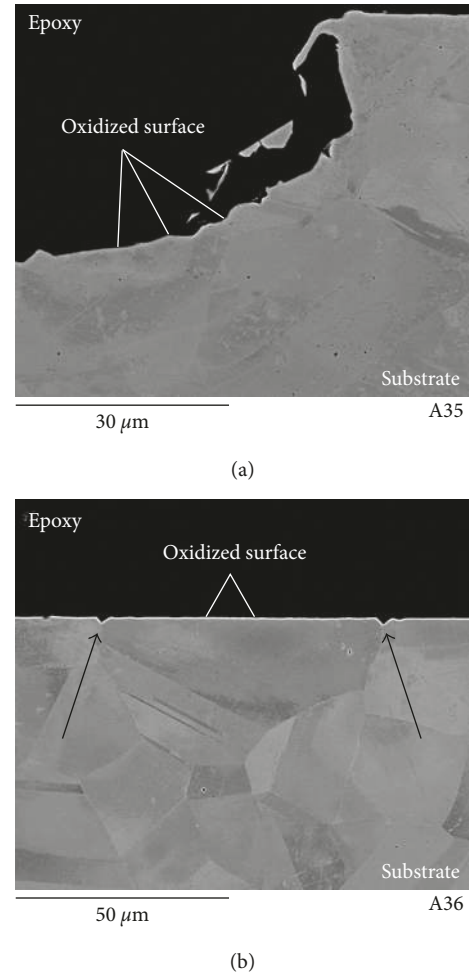 Epoxy
Oxidized surface
Substrate
30 μm
A35
(a)
Epoxy
Oxidized surface
Substrate
50 μm
A36
(b)